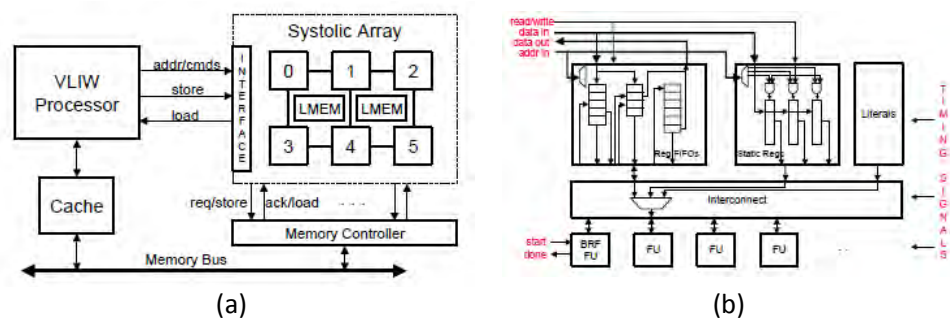 Systolic Array
VLIW
Processor
addr/cmds
store
load
INTERFACE
0
1
2
LMEM
LMEM
3
4
5
Cache
req/store
ack/load
Memory Controller
Memory Bus
(a)
read/write
data in
data out
addr in
Reg FIFOs
Static Regs
Literals
Interconnect
start
done
BRF
FU
FU
FU
FU
TIMING SIGNALS
(b)